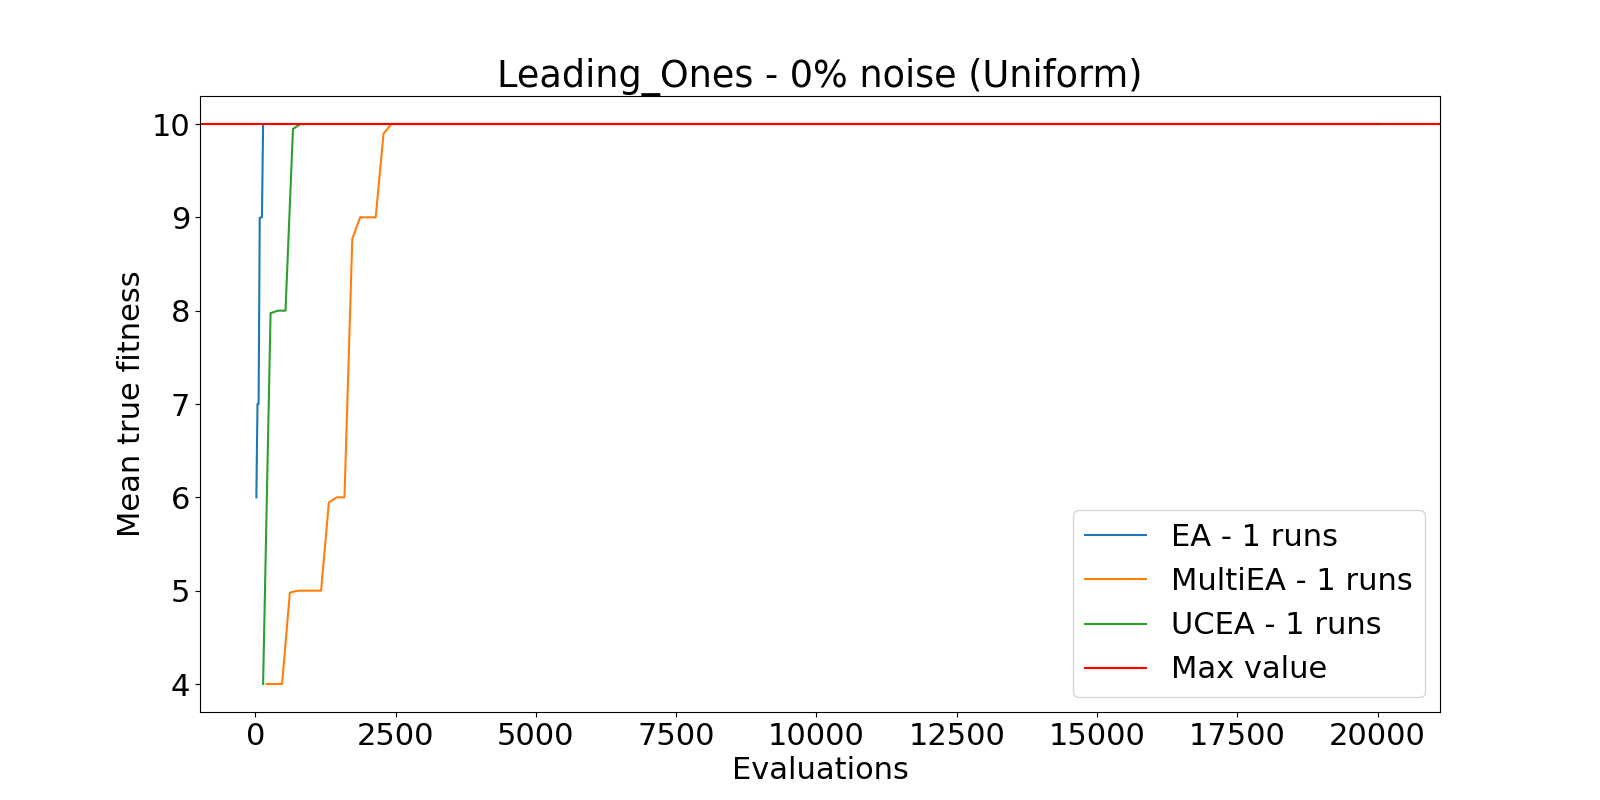 Leading_Ones - 0% noise (Uniform)
Mean true fitness
10
9
8
7
6
5
4
EA - 1 runs
MultiEA - 1 runs
UCEA - 1 runs
Max value
0 2500 5000 7500 10000 12500 15000 17500 20000
Evaluations